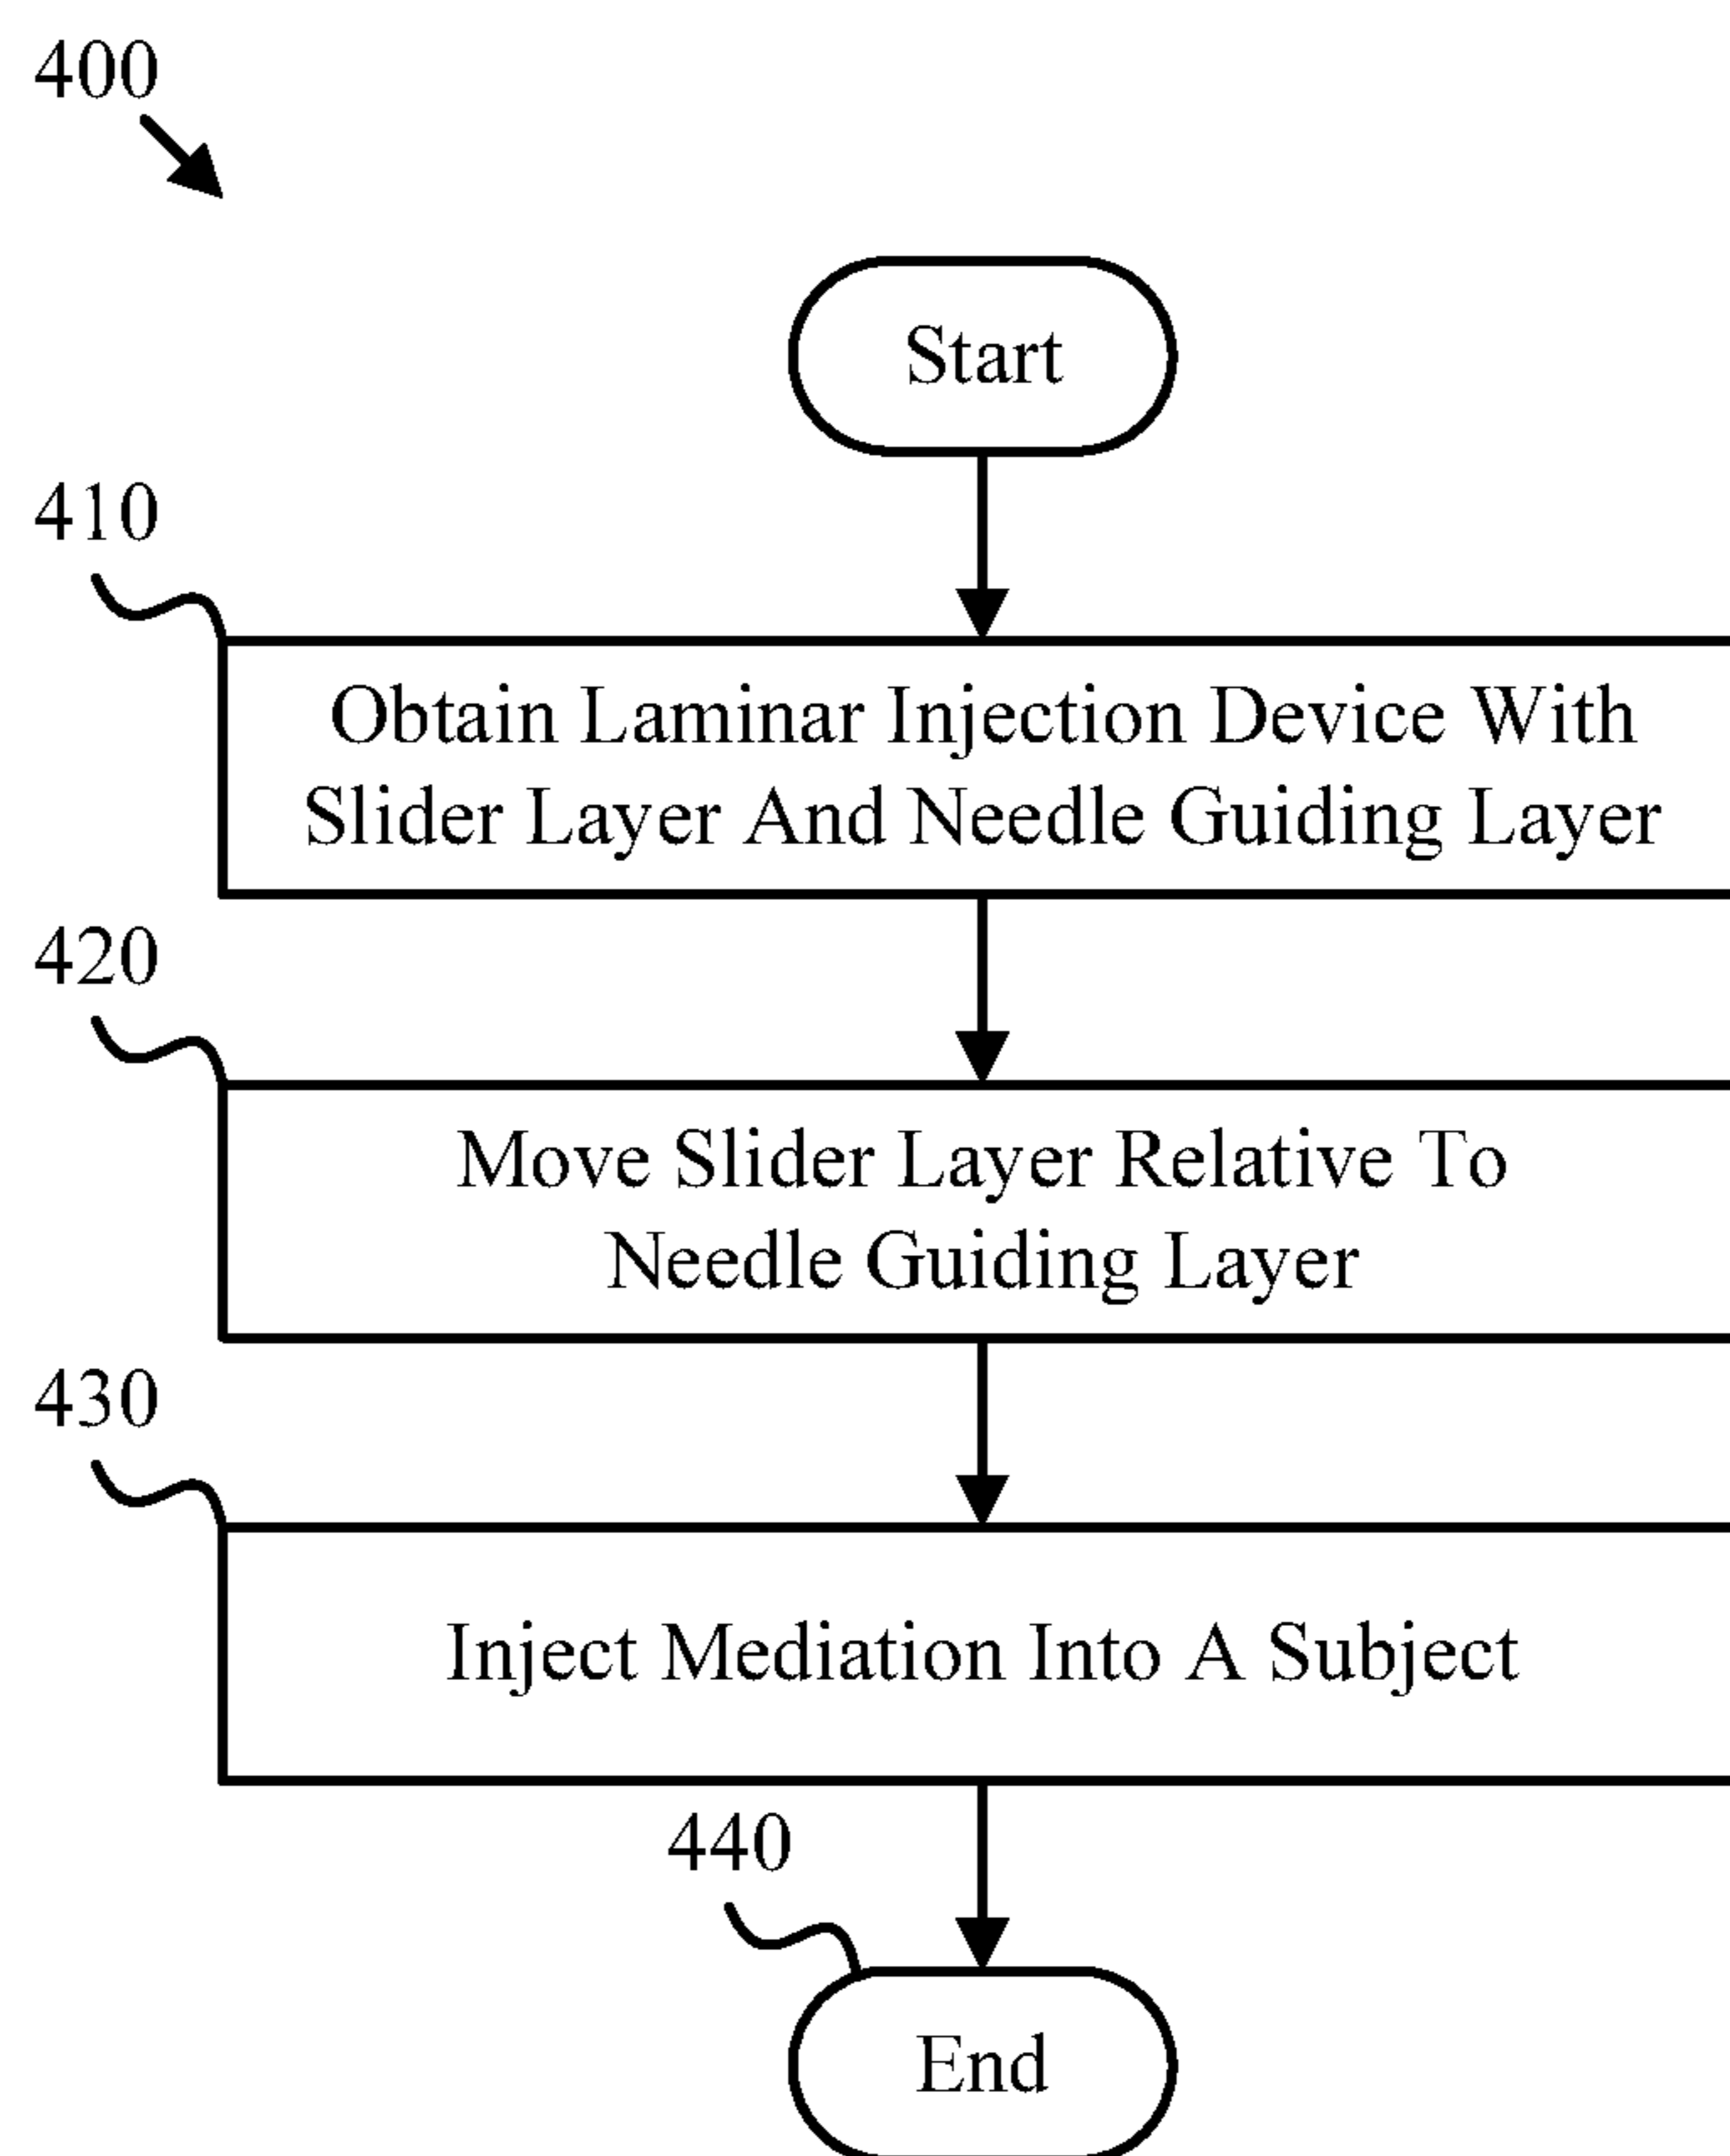 400
Start
410
Obtain Laminar Injection Device With
Slider Layer And Needle Guiding Layer
420
Move Slider Layer Relative To
Needle Guiding Layer
430
Inject Mediation Into A Subject
440
End